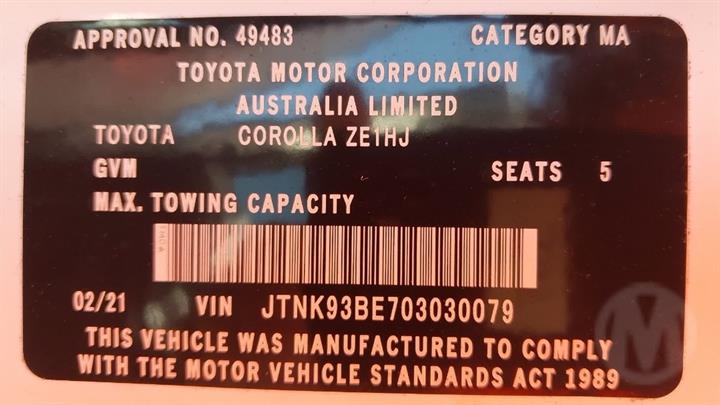 APPROVAL NO. 49483 CATEGORY MA
TOYOTA MOTOR CORPORATION
AUSTRALIA LIMITED
TOYOTA COROLLA ZE1HJ
GVM SEATS 5
MAX. TOWING CAPACITY
02/21 VIN JTNK93BE703030079
THIS VEHICLE WAS MANUFACTURED TO COMPLY
WITH THE MOTOR VEHICLE STANDARDS ACT 1989